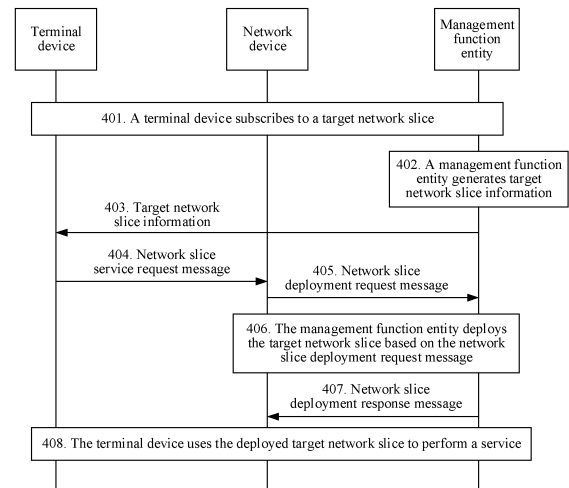 Terminal
device
Network
device
Management
function
entity
401. A terminal device subscribes to a target network slice
402. A management function
entity generates target
network slice information
403. Target network
slice information
404. Network slice
service request message
405. Network slice
deployment request message
406. The management function entity deploys
the target network slice based on the network
slice deployment request message
407. Network slice
deployment response message
408. The terminal device uses the deployed target network slice to perform a service